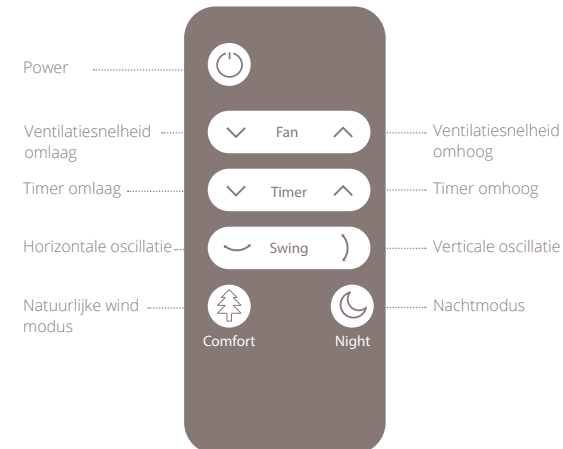 Power
Ventilatiesnelheid
omlaag
Fan
Ventilatiesnelheid
omhoog
Timer omlaag
Timer
Timer omhoog
Horizontale oscillatie
Swing
Verticale oscillatie
Natuurlijke wind
modus
Comfort
Night
Nachtmodus